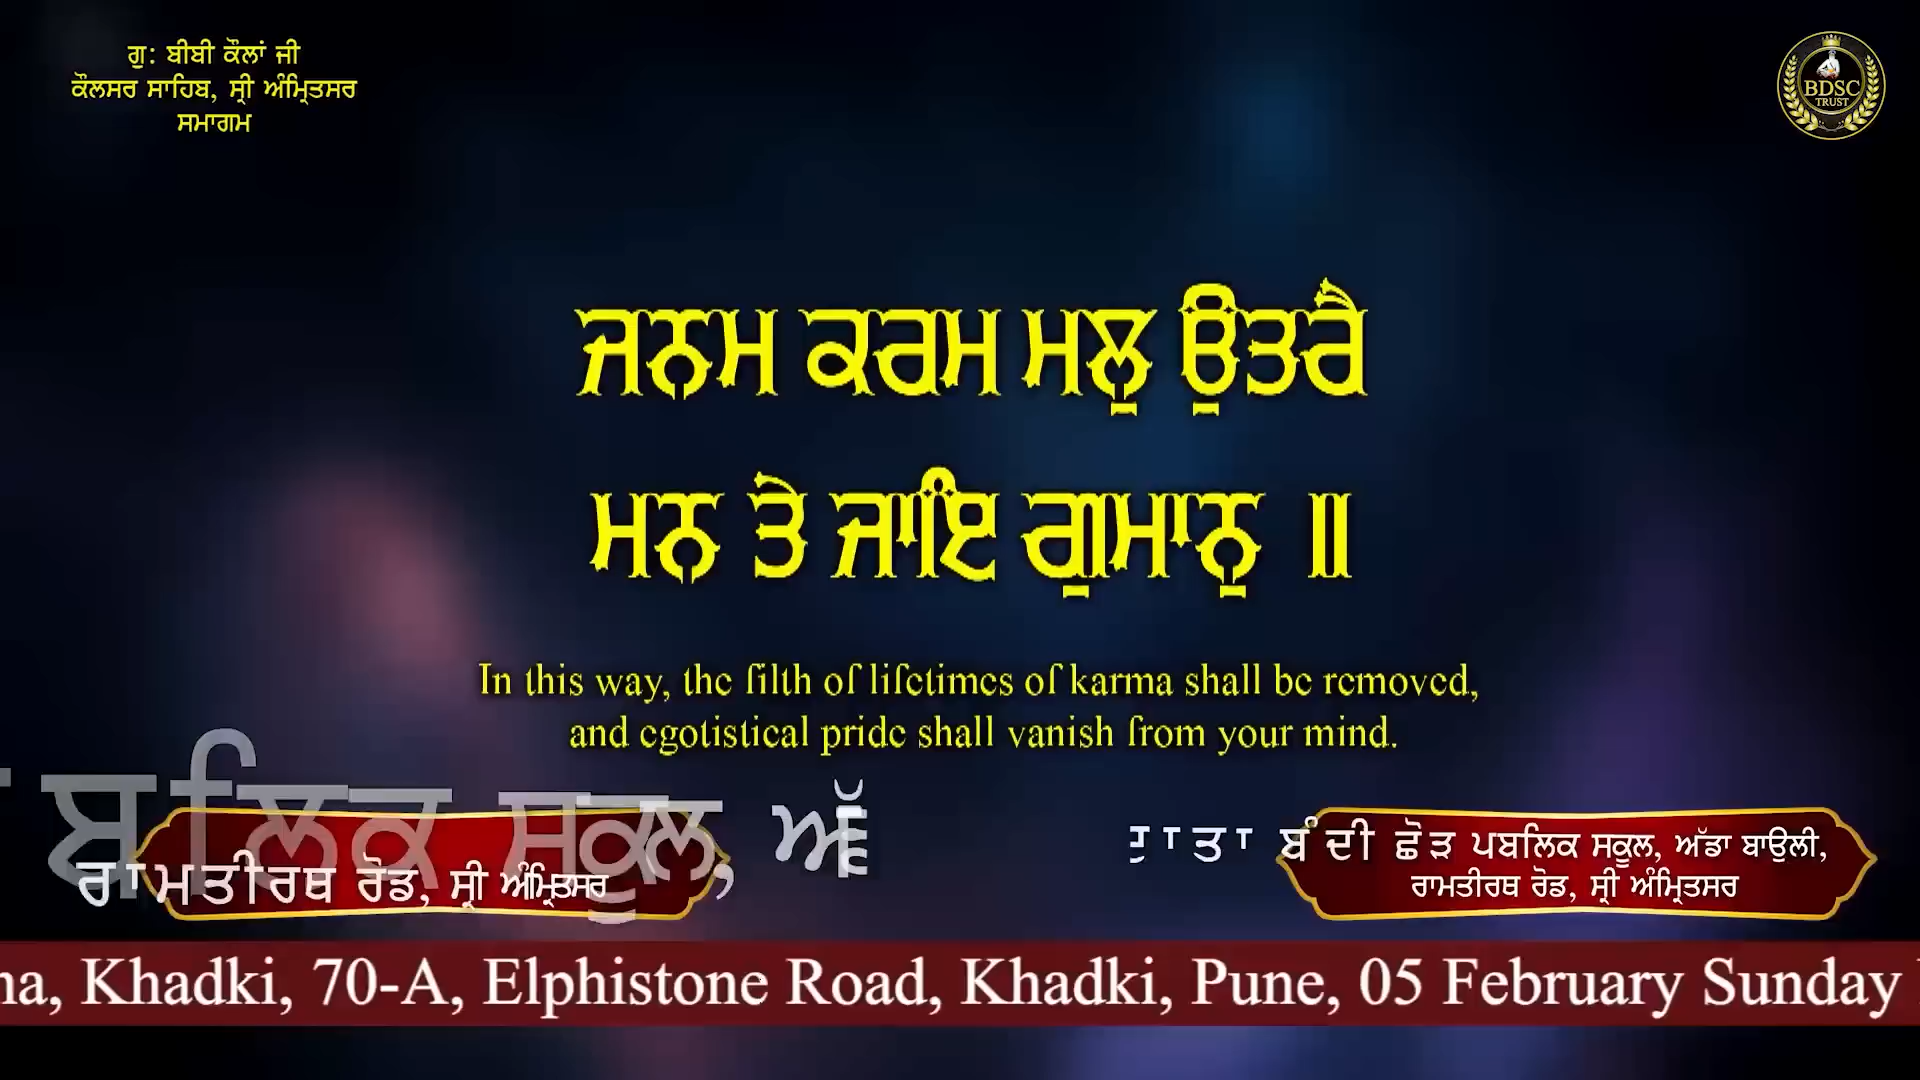 ਗੁ: ਬੀਬੀ ਕੌਲਾਂ ਜੀ
ਕੌਲਸਰ ਸਾਹਿਬ, ਸ੍ਰੀ ਅੰਮ੍ਰਿਤਸਰ
ਸਮਾਗਮ
BDSC
TRUST
ਜਨਮ ਕਰਮ ਮਲੁ ਉਤਰੈ
ਮਨ ਤੇ ਜਾਇ ਗੁਮਾਨੁ ॥
In this way, the filth of lifetimes of karma shall be removed,
and egotistical pride shall vanish from your mind.
ਬਲਿਕ ਸਕੂਲ,
ਰਾਮਤੀਰਥ ਰੋਡ, ਸ੍ਰੀ ਅੰਮ੍ਰਿਤਸਰ
ਬੰਦੀ ਛੋੜ ਪਬਲਿਕ ਸਕੂਲ, ਅੱਡਾ ਬਾਉਲੀ,
ਰਾਮਤੀਰਥ ਰੋਡ, ਸ੍ਰੀ ਅੰਮ੍ਰਿਤਸਰ
Khadki, 70-A, Elphistone Road, Khadki, Pune, 05 February Sunday